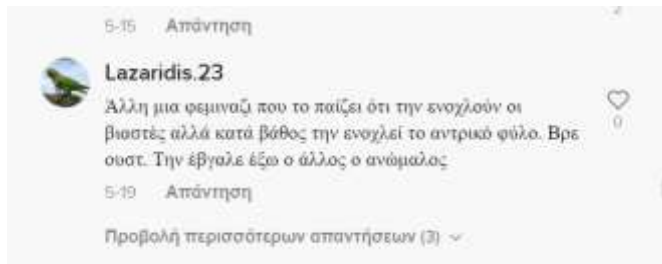 2
5-15 Απάντηση
Lazaridis.23
Άλλη μια φεμιναζι που το παίζει ότι την ενοχλούν οι
βιαστές αλλά κατά βάθος την ενοχλεί το αντρικό φύλο. Βρε
ουστ. Την έβγαλε έξω ο άλλος ο ανώμαλος
0
5-19 Απάντηση
Προβολή περισσότερων απαντήσεων (3)